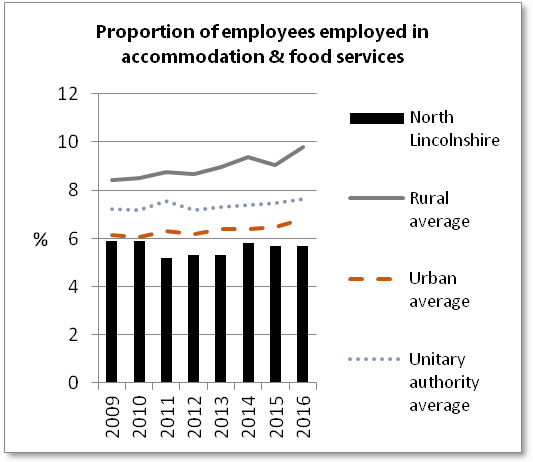 Proportion of employees employed in
accommodation & food services
12
10
8
6
4
2
0
%
2009
2010
2011
2012
2013
2014
2015
2016
North
Lincolnshire
Rural
average
Urban
average
Unitary
authority
average